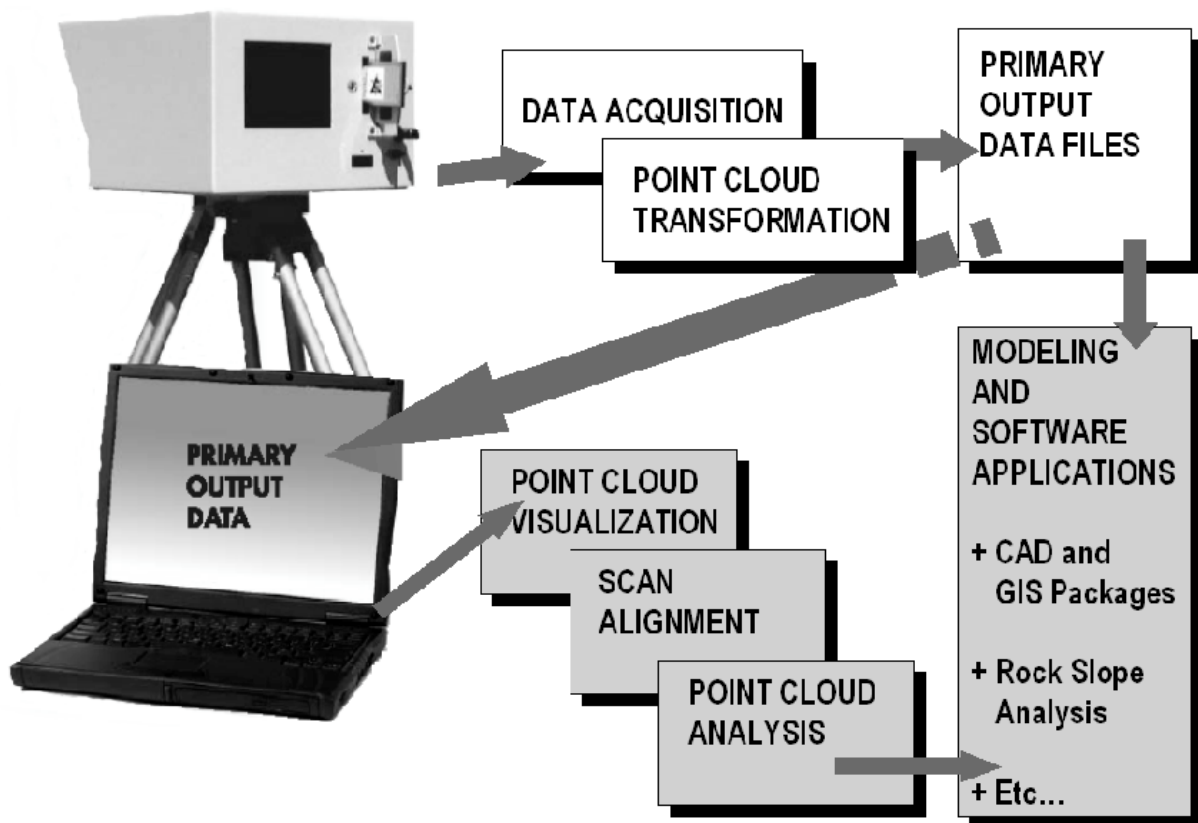 DATA ACQUISITION
POINT CLOUD
TRANSFORMATION
PRIMARY
OUTPUT
DATA FILES
PRIMARY
OUTPUT
DATA
POINT CLOUD
VISUALIZATION
SCAN
ALIGNMENT
POINT CLOUD
ANALYSIS
MODELING
AND
SOFTWARE
APPLICATIONS
+ CAD and
GIS Packages
+ Rock Slope
Analysis
+ Etc...